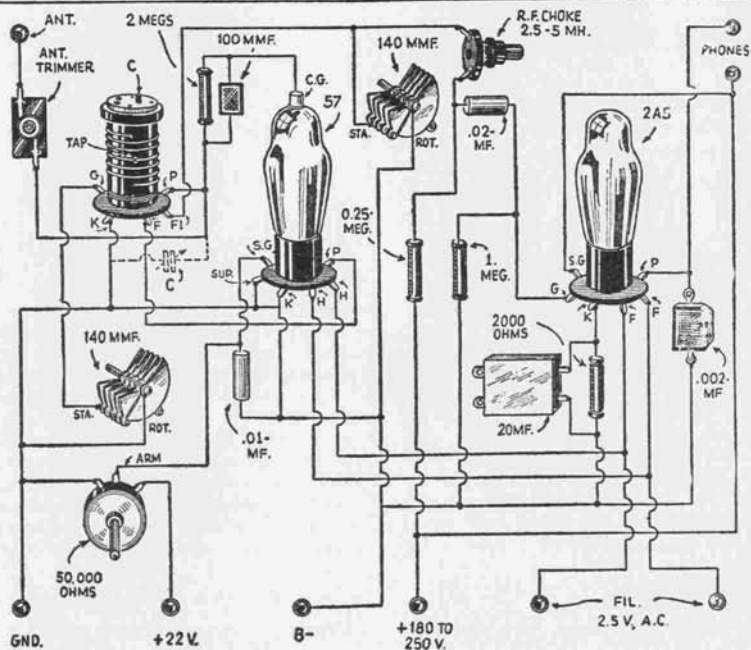 ANT.
ANT.
TRIMMER
C
TAP
G
P
K
F
F1
C
2 MEGS
100 MMF.
C.G.
57
140 MMF.
STA.
ROT.
R.F. CHOKE
2.5-5 MH.
.02-
MF.
PHONES
2A5
0.25-
MEG.
1.
MEG.
S.G
P
SUP.
K
H
H
S.G
P
G
K
F
F
140 MMF.
STA.
ROT.
.01-
MF.
2000
OHMS
20MF.
.002-
MF
ARM
50,000
OHMS
GND.
+22 V.
B-
+180 TO
250 V.
FIL.
2.5 V, A.C.